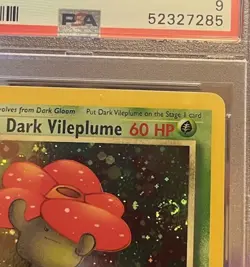 9
PSA
52327285
olves from Dark Gloom Put Dark Vileplume on the Stage 1 card
Dark Vileplume 60 HP